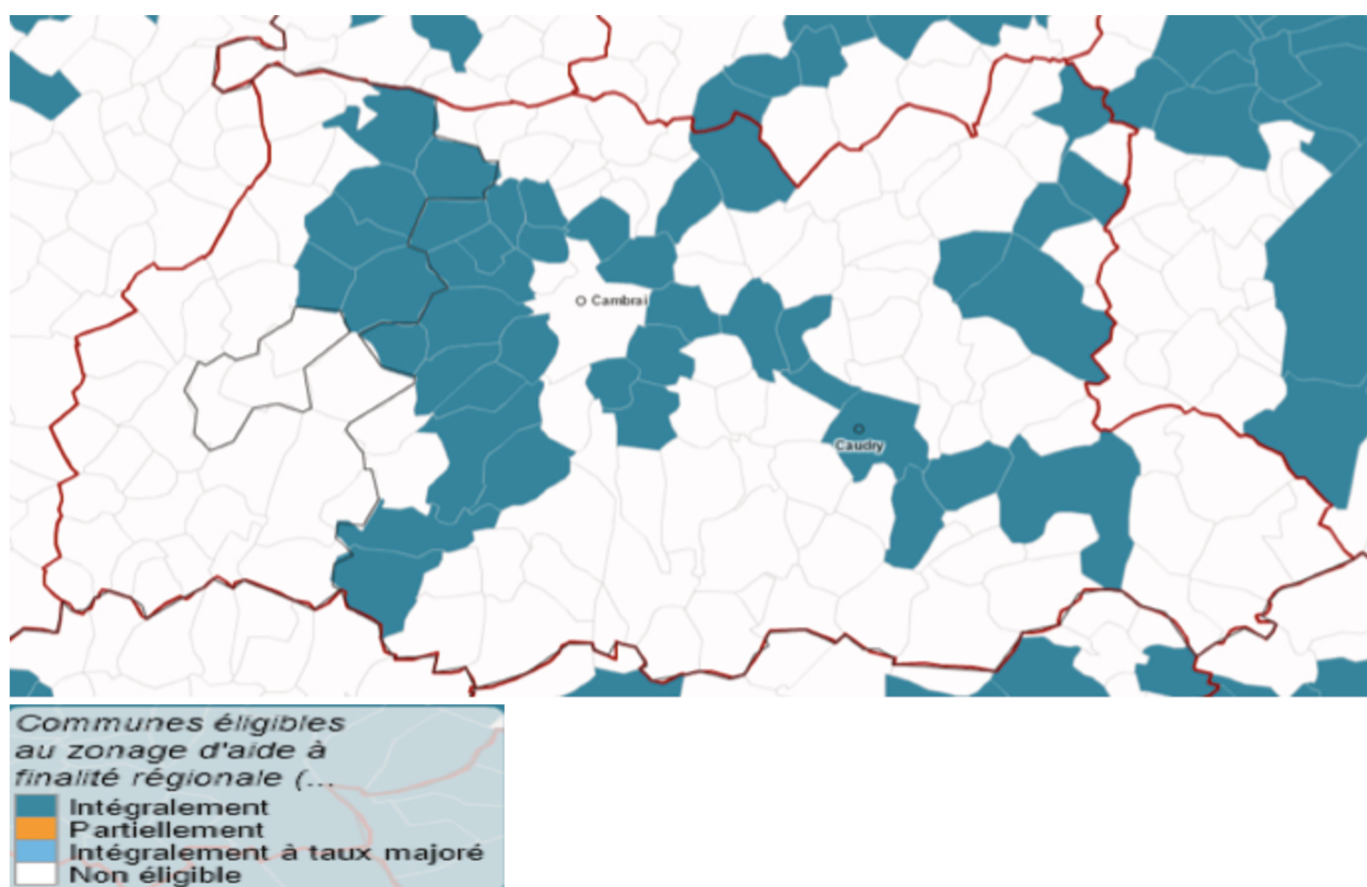 Cambrai
Caudry
Communes éligibles
au zonage d'aide à
finalité régionale (...
Intégralement
Partiellement
Intégralement à taux majoré
Non éligible